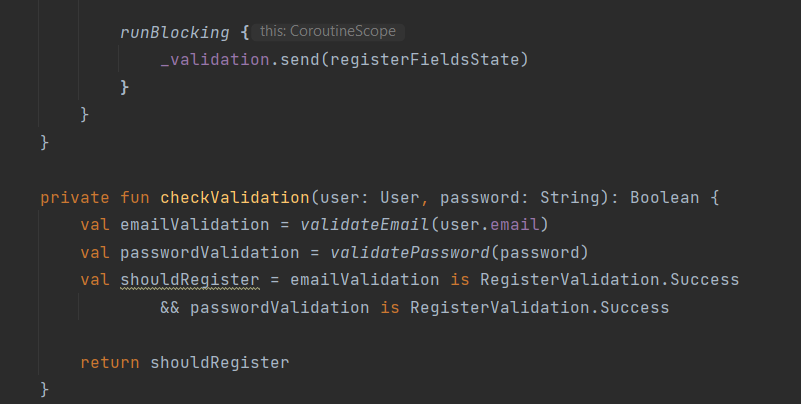 runBlocking { this: CoroutineScope
_validation.send(registerFieldsState)
}
}
}
private fun checkValidation(user: User, password: String): Boolean {
val emailValidation = validateEmail(user.email)
val passwordValidation = validatePassword(password)
val shouldRegister = emailValidation is RegisterValidation.Success
&& passwordValidation is RegisterValidation.Success
return shouldRegister
}